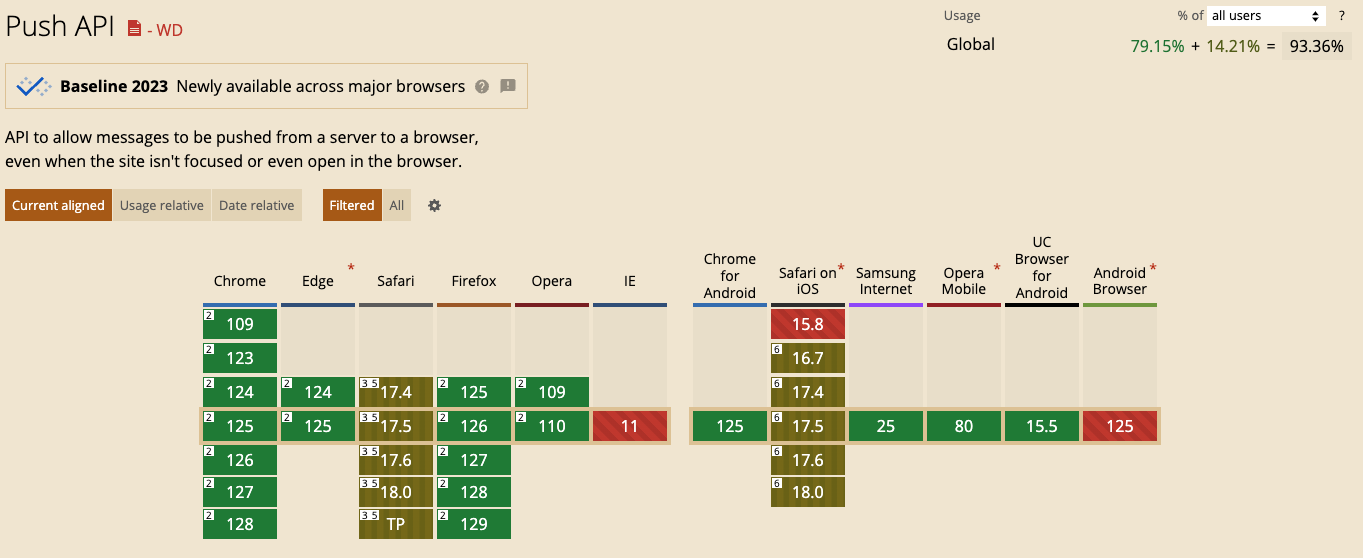 Push API - WD
Usage % of all users ?
Global 79.15% + 14.21% = 93.36%
Baseline 2023 Newly available across major browsers ?
API to allow messages to be pushed from a server to a browser,
even when the site isn't focused or even open in the browser.
Current aligned Usage relative Date relative Filtered All
Chrome
Edge *
Safari
Firefox
Opera
IE
Chrome
for
Android
Safari on *
iOS
Samsung
Internet
Opera *
Mobile
UC
Browser
for
Android
Android *
Browser
2 109 15.8
2 123 6 16.7
2 124 2 124 3 5 17.4 2 125 2 109 6 17.4
2 125 2 125 3 5 17.5 2 126 2 110 11 125 6 17.5 25 80 15.5 125
2 126 3 5 17.6 2 127 6 17.6
2 127 3 5 18.0 2 128 6 18.0
2 128 3 5 TP 2 129